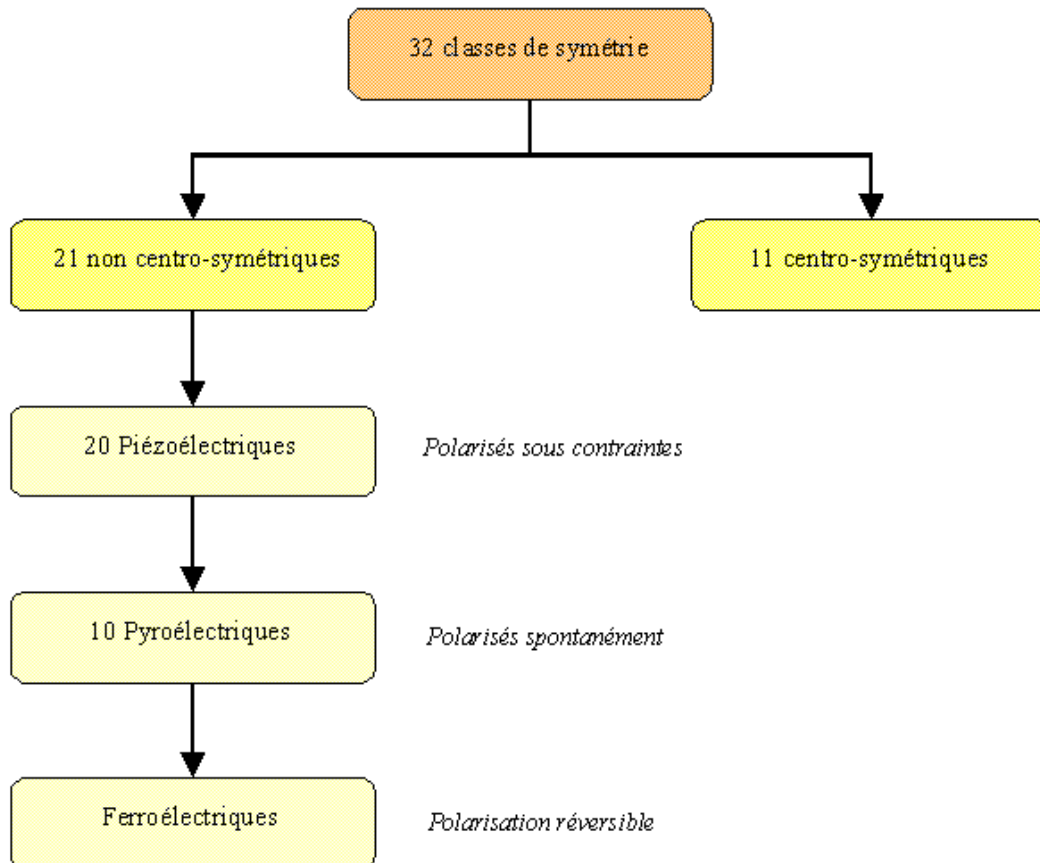 32 classes de symétrie
21 non centro-symétriques
11 centro-symétriques
20 Piézoélectriques
Polarisés sous contraintes
10 Pyroélectriques
Polarisés spontanément
Ferroélectriques
Polarisation réversible